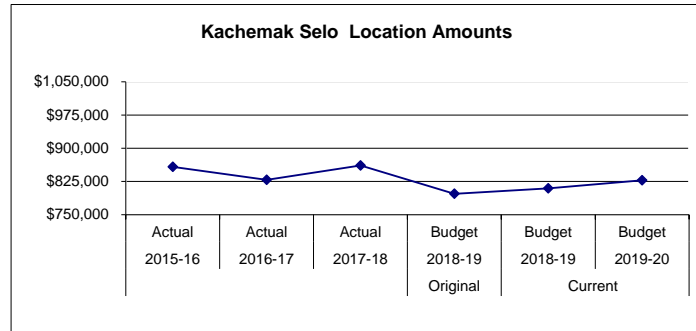 Kachemak Selo  Location Amounts
$1,050,000
$975,000
$900,000
$825,000
$750,000
Actual Actual Actual Budget Budget Budget
2015-16 2016-17 2017-18 2018-19 2018-19 2019-20
Original Current